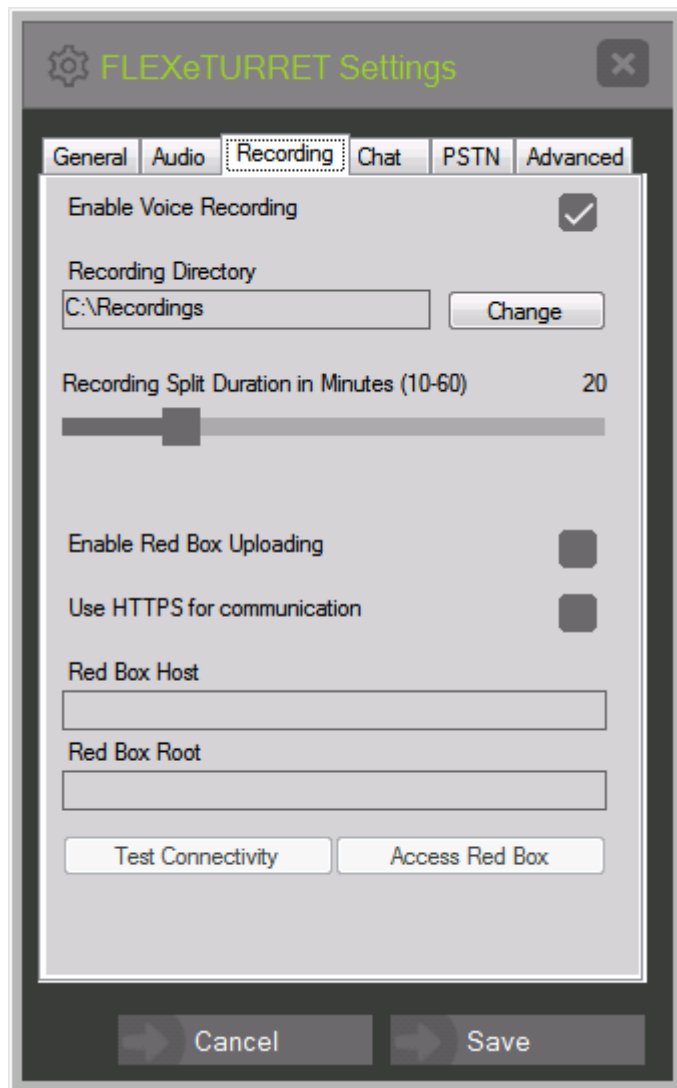 FLEXeTURRET Settings
General Audio Recording Chat PSTN Advanced
Enable Voice Recording
Recording Directory
C:\Recordings Change
Recording Split Duration in Minutes (10-60) 20
Enable Red Box Uploading
Use HTTPS for communication
Red Box Host
Red Box Root
Test Connectivity Access Red Box
Cancel Save